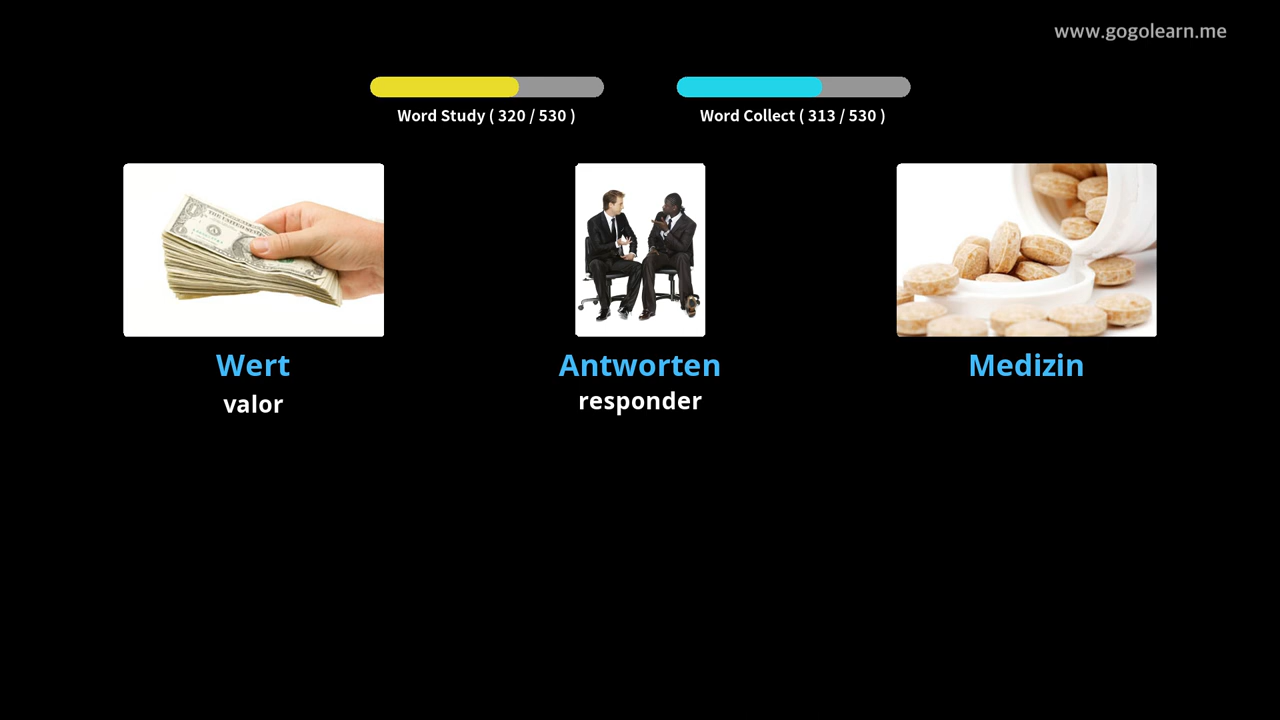 www.gogolearn.me
Word Study ( 320 / 530 )
Word Collect ( 313 / 530 )
Wert
valor
Antworten
responder
Medizin